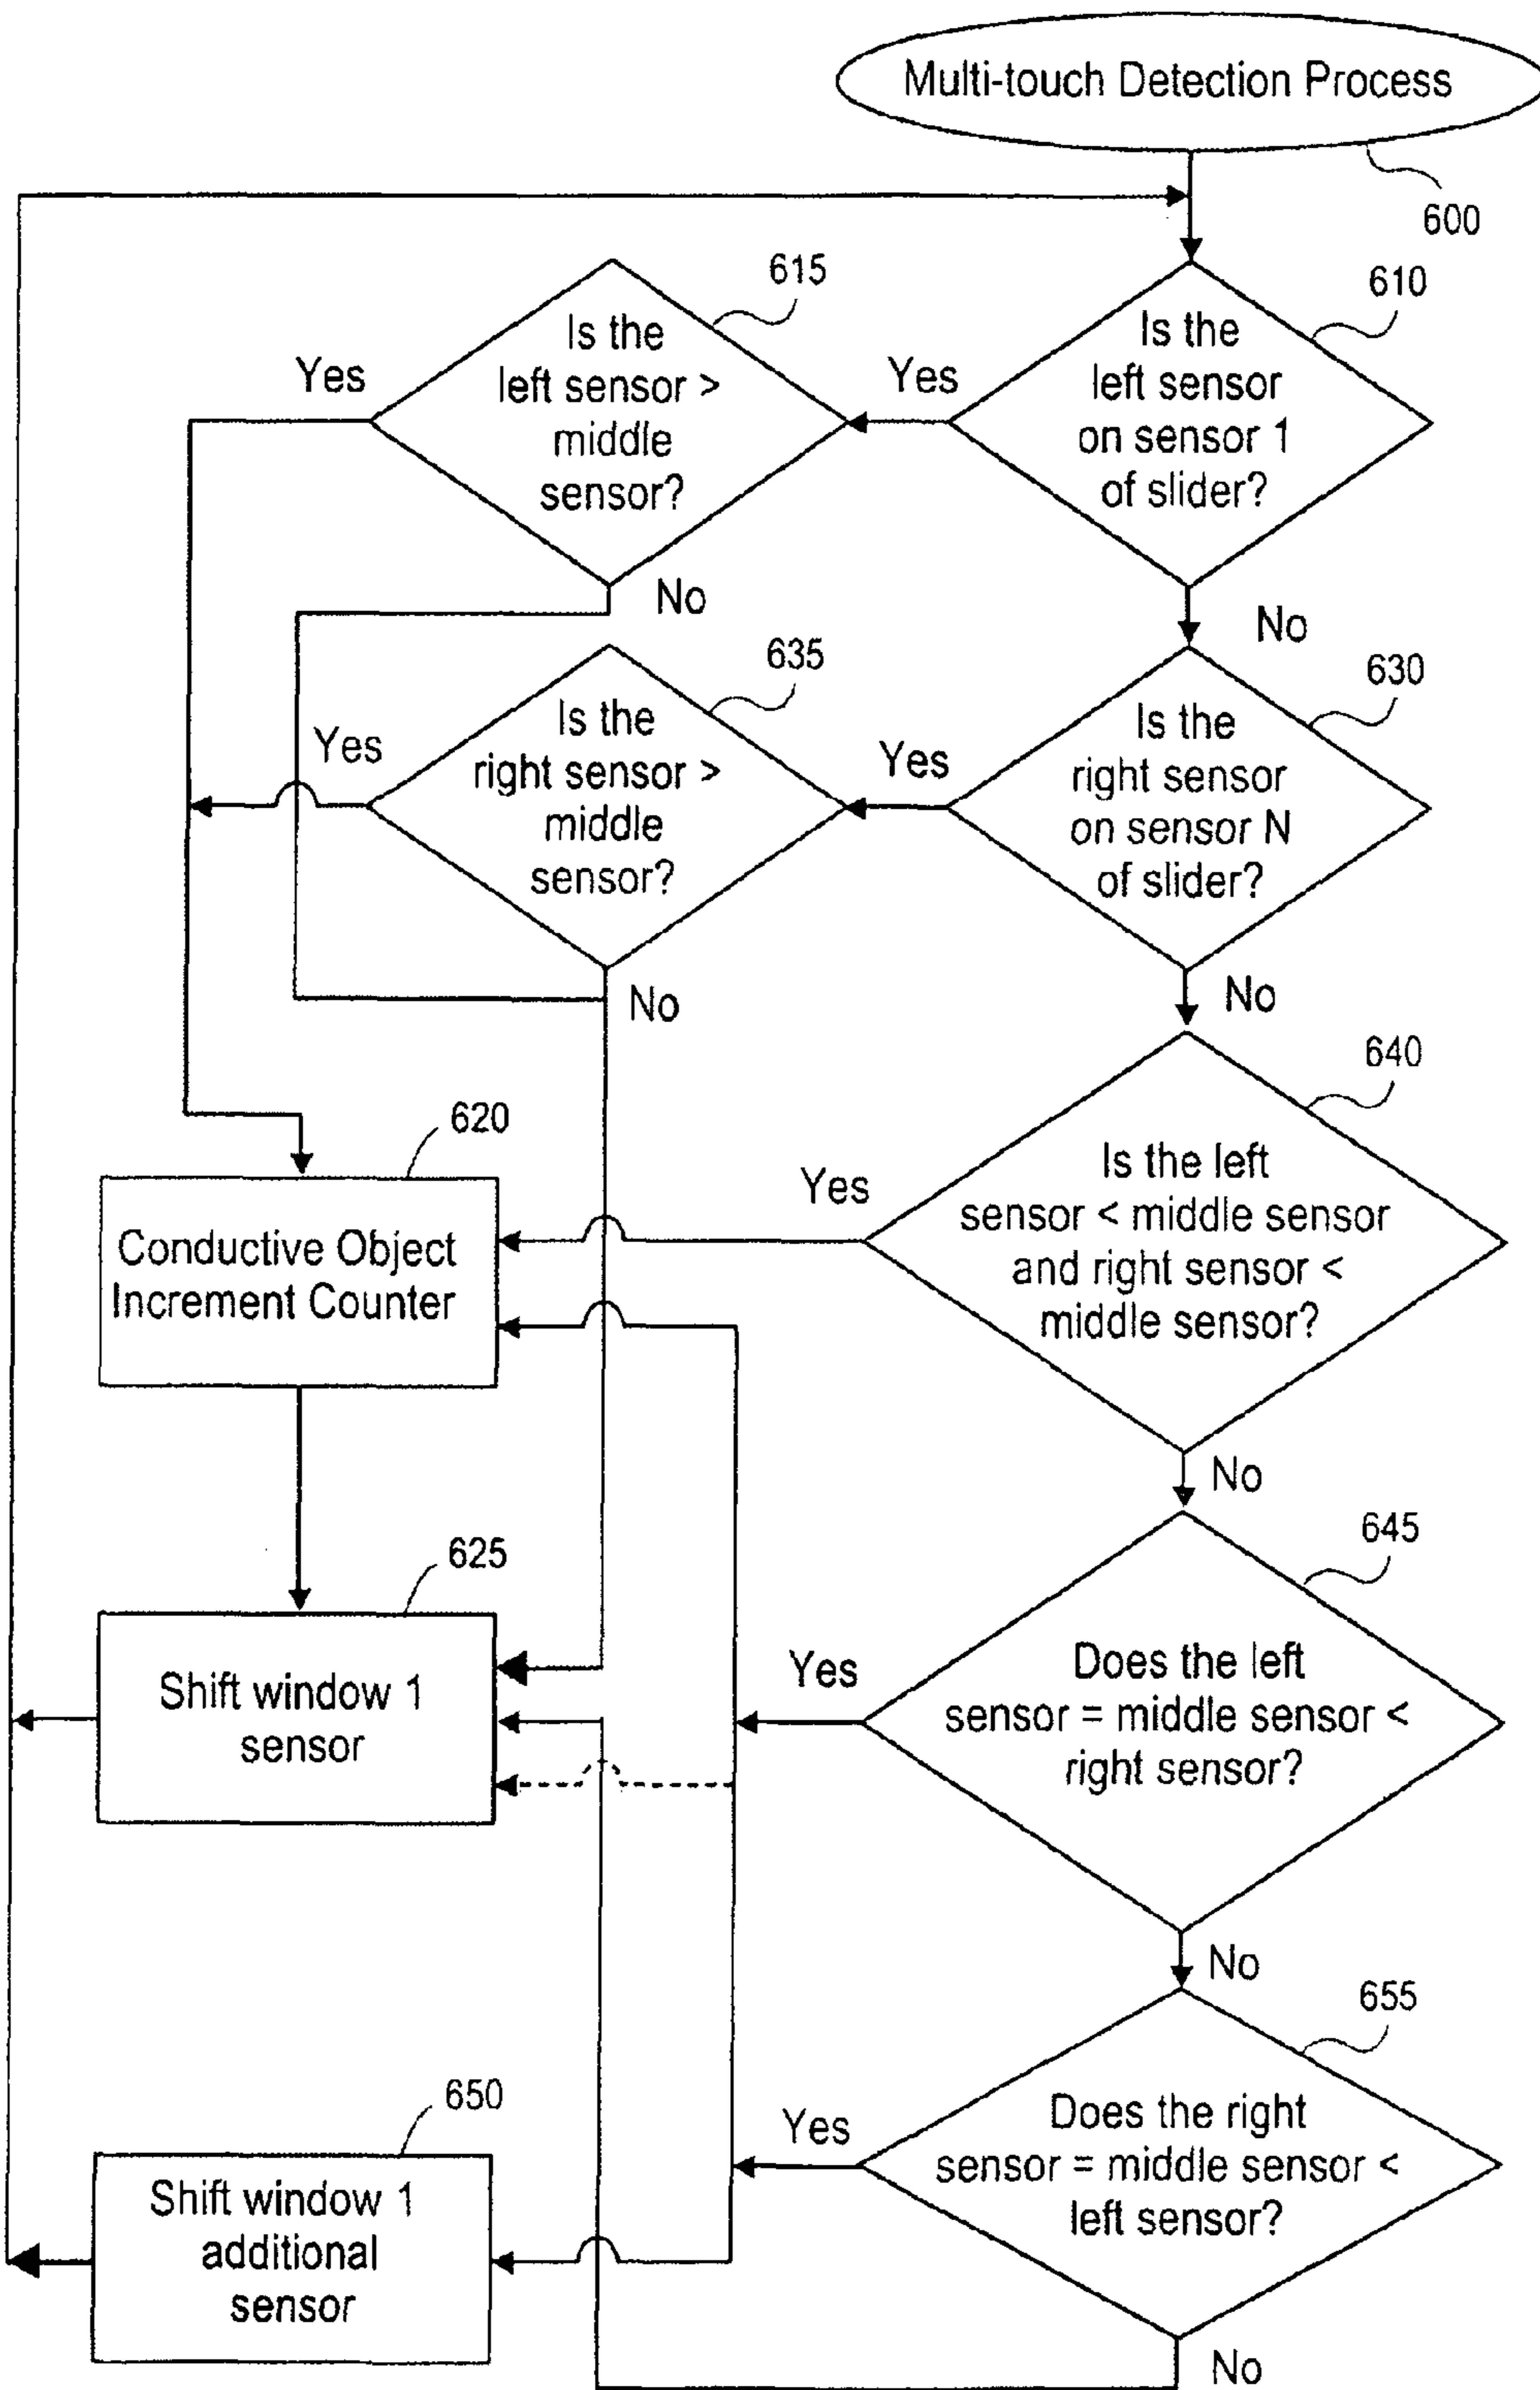 Multi-touch Detection Process
600
615
Is the
left sensor >
middle
sensor?
Yes
No
610
Is the
left sensor
on sensor 1
of slider?
Yes
No
635
Is the
right sensor >
middle
sensor?
Yes
No
630
Is the
right sensor
on sensor N
of slider?
Yes
No
640
Is the left
sensor < middle sensor
and right sensor <
middle sensor?
Yes
No
620
Conductive Object
Increment Counter
645
Does the left
sensor = middle sensor <
right sensor?
Yes
No
625
Shift window 1
sensor
655
Does the right
sensor = middle sensor <
left sensor?
Yes
No
650
Shift window 1
additional
sensor